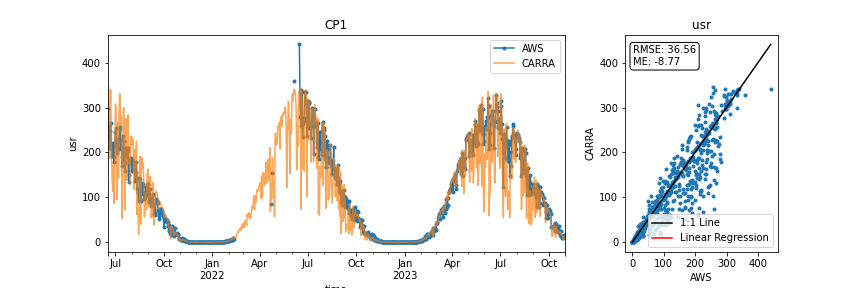 CP1
usr
400
300
200
100
0
usr
AWS
CARRA
Jul
Oct
Jan
2022
Apr
Jul
Oct
Jan
2023
Apr
Jul
Oct
time
usr
RMSE: 36.56
ME: -8.77
CARRA
400
300
200
100
0
1:1 Line
Linear Regression
0
100
200
300
400
AWS